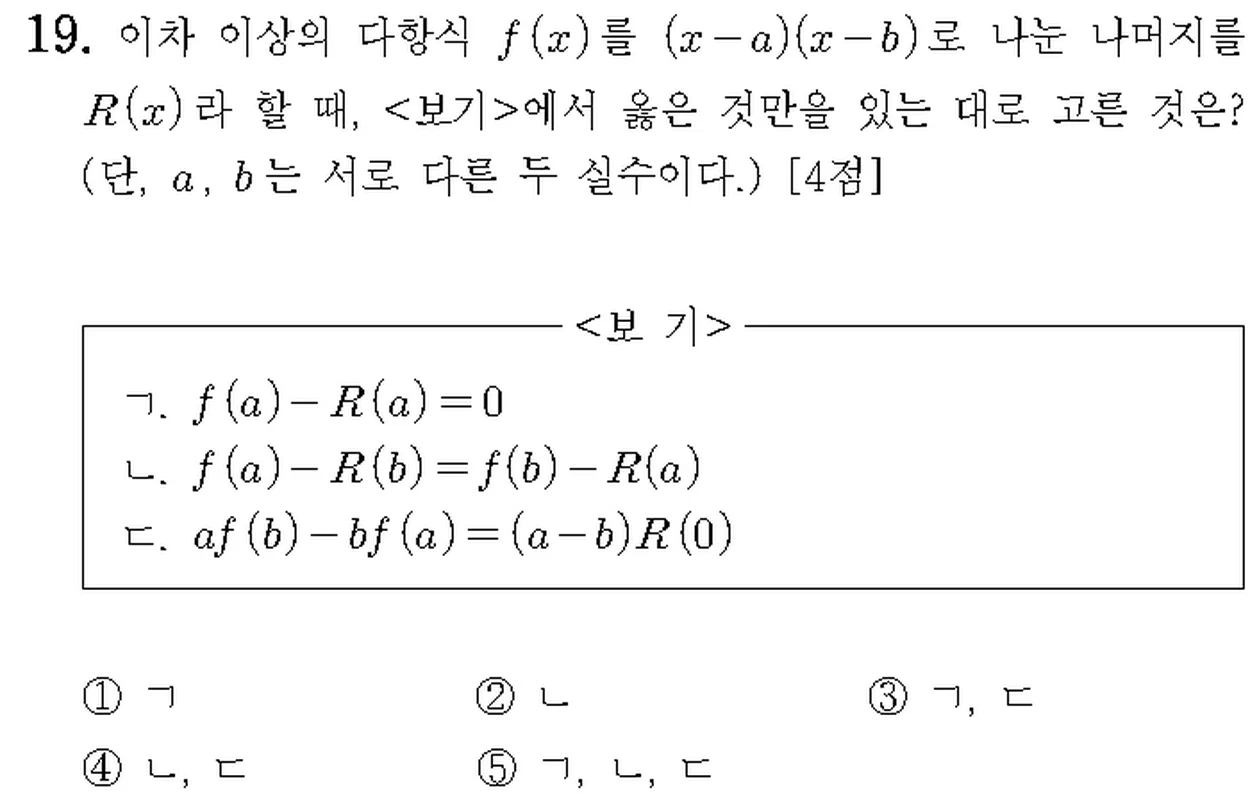 19. 이차 이상의 다항식 f(x)를 (x-a)(x-b)로 나눈 나머지를
R(x)라 할 때, <보기>에서 옳은 것만을 있는 대로 고른 것은?
(단, a, b는 서로 다른 두 실수이다.) [4점]
<보 기>
ㄱ. f(a)-R(a)=0
ㄴ. f(a)-R(b)=f(b)-R(a)
ㄷ. af(b)-bf(a)=(a-b)R(0)
① ㄱ ② ㄴ ③ ㄱ, ㄷ
④ ㄴ, ㄷ ⑤ ㄱ, ㄴ, ㄷ